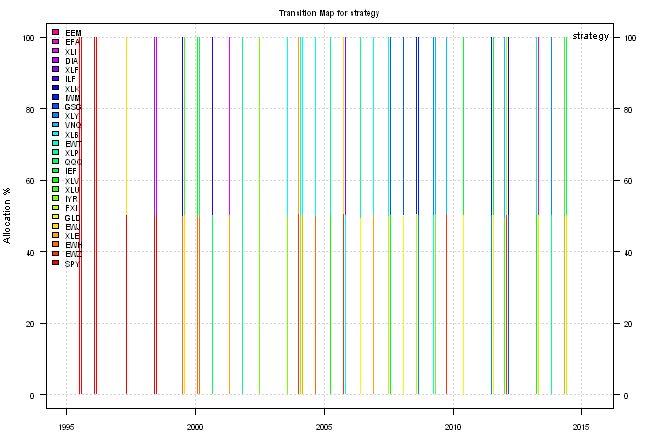 Transition Map for strategy
strategy
Allocation %
100
80
60
40
20
0
EEM
EFA
XLI
DIA
XLF
ILF
XLK
IWM
GSG
XLY
VNQ
XLB
EWT
XLP
QQQ
IEF
XLV
XLU
IYR
FXI
GLD
EWJ
XLE
EWH
EWZ
SPY
100
80
60
40
20
0
1995
2000
2005
2010
2015